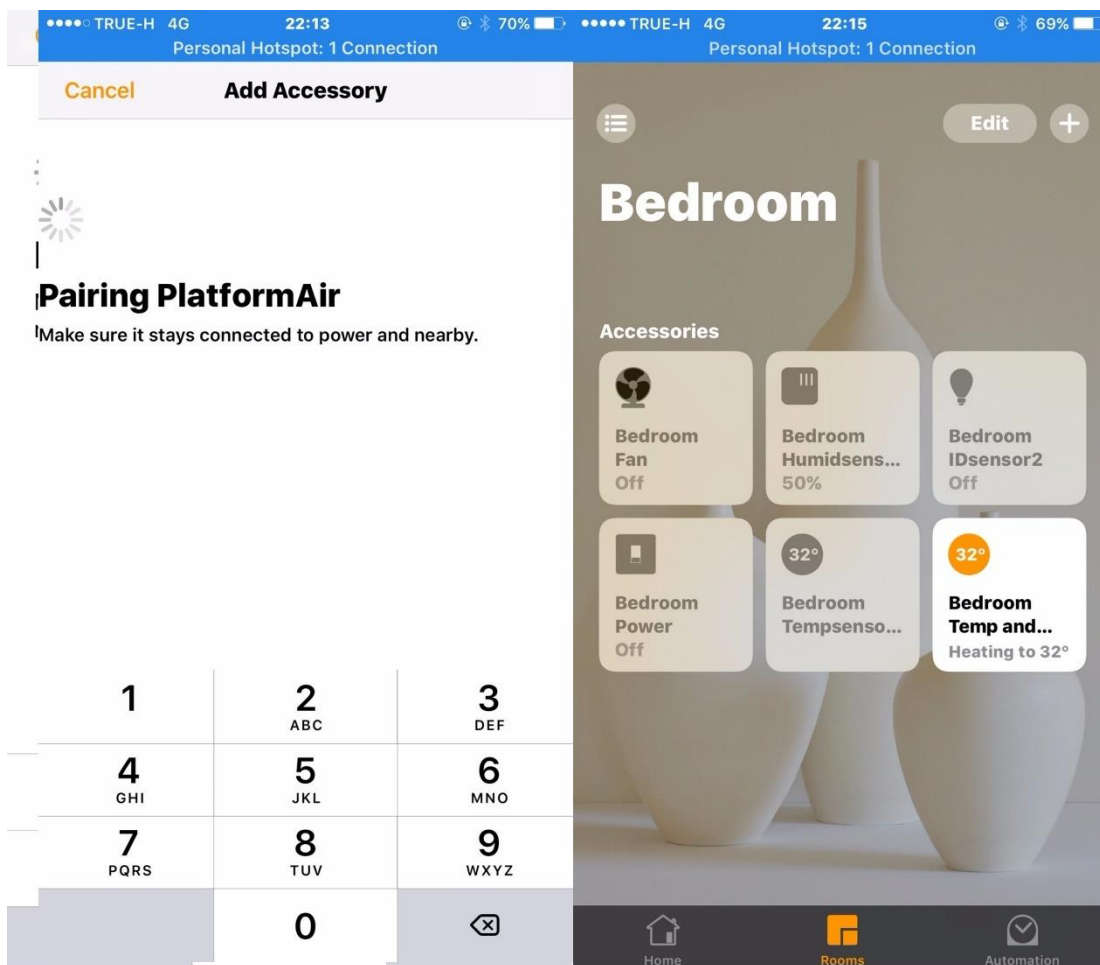 TRUE-H 4G 22:13 70%
Personal Hotspot: 1 Connection
Cancel Add Accessory
Pairing PlatformAir
Make sure it stays connected to power and nearby.
1 2 3
ABC DEF
4 5 6
GHI JKL MNO
7 8 9
PQRS TUV WXYZ
0
TRUE-H 4G 22:15 69%
Personal Hotspot: 1 Connection
Edit
Bedroom
Accessories
Bedroom
Fan
Off
Bedroom
Humidsens...
50%
Bedroom
IDsensor2
Off
Bedroom
Power
Off
32°
Bedroom
Tempsenso...
32°
Bedroom
Temp and...
Heating to 32°
Home Rooms Automation